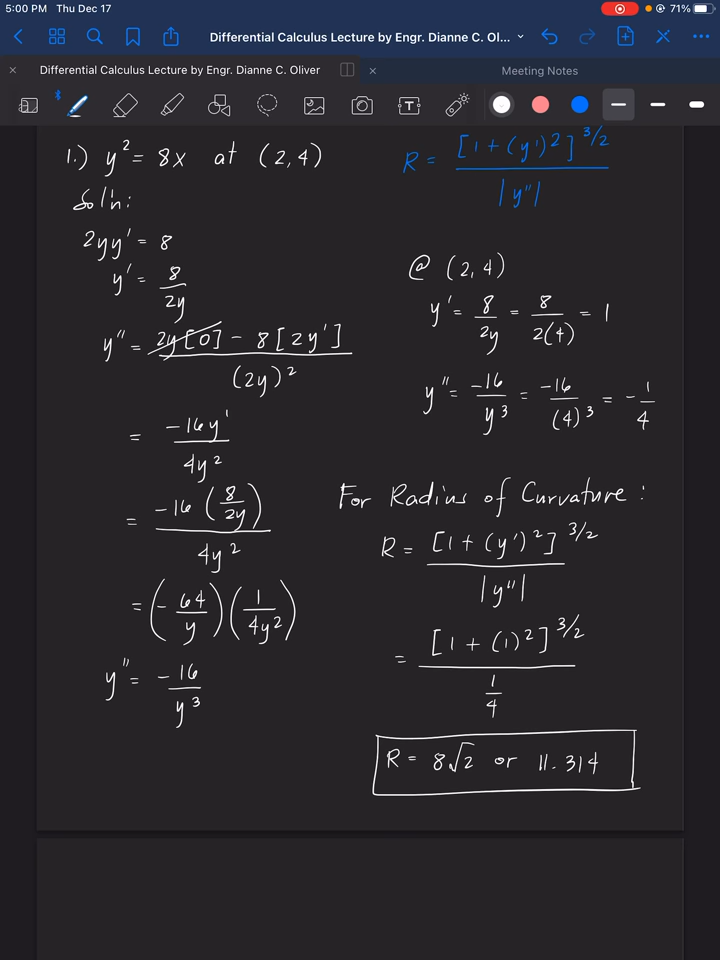 5:00 PM Thu Dec 17
71%
Differential Calculus Lecture by Engr. Dianne C. Ol...
Differential Calculus Lecture by Engr. Dianne C. Oliver
Meeting Notes
1.) y² = 8x at (2,4)
Sol'n:
2yy' = 8
y' = 8/2y
y'' = 2y[0] - 8[2y'] / (2y)²
= -16y' / 4y²
= -16(8/2y) / 4y²
= (-64/y)(1/4y²)
y'' = -16/y³
R = [1+(y')²]^3/2 / |y''|
@ (2,4)
y' = 8/2y = 8/2(4) = 1
y'' = -16/y³ = -16/(4)³ = -1/4
For Radius of Curvature:
R = [1+(y')²]^3/2 / |y''|
= [1+(1)²]^3/2 / 1/4
R = 8√2 or 11.314